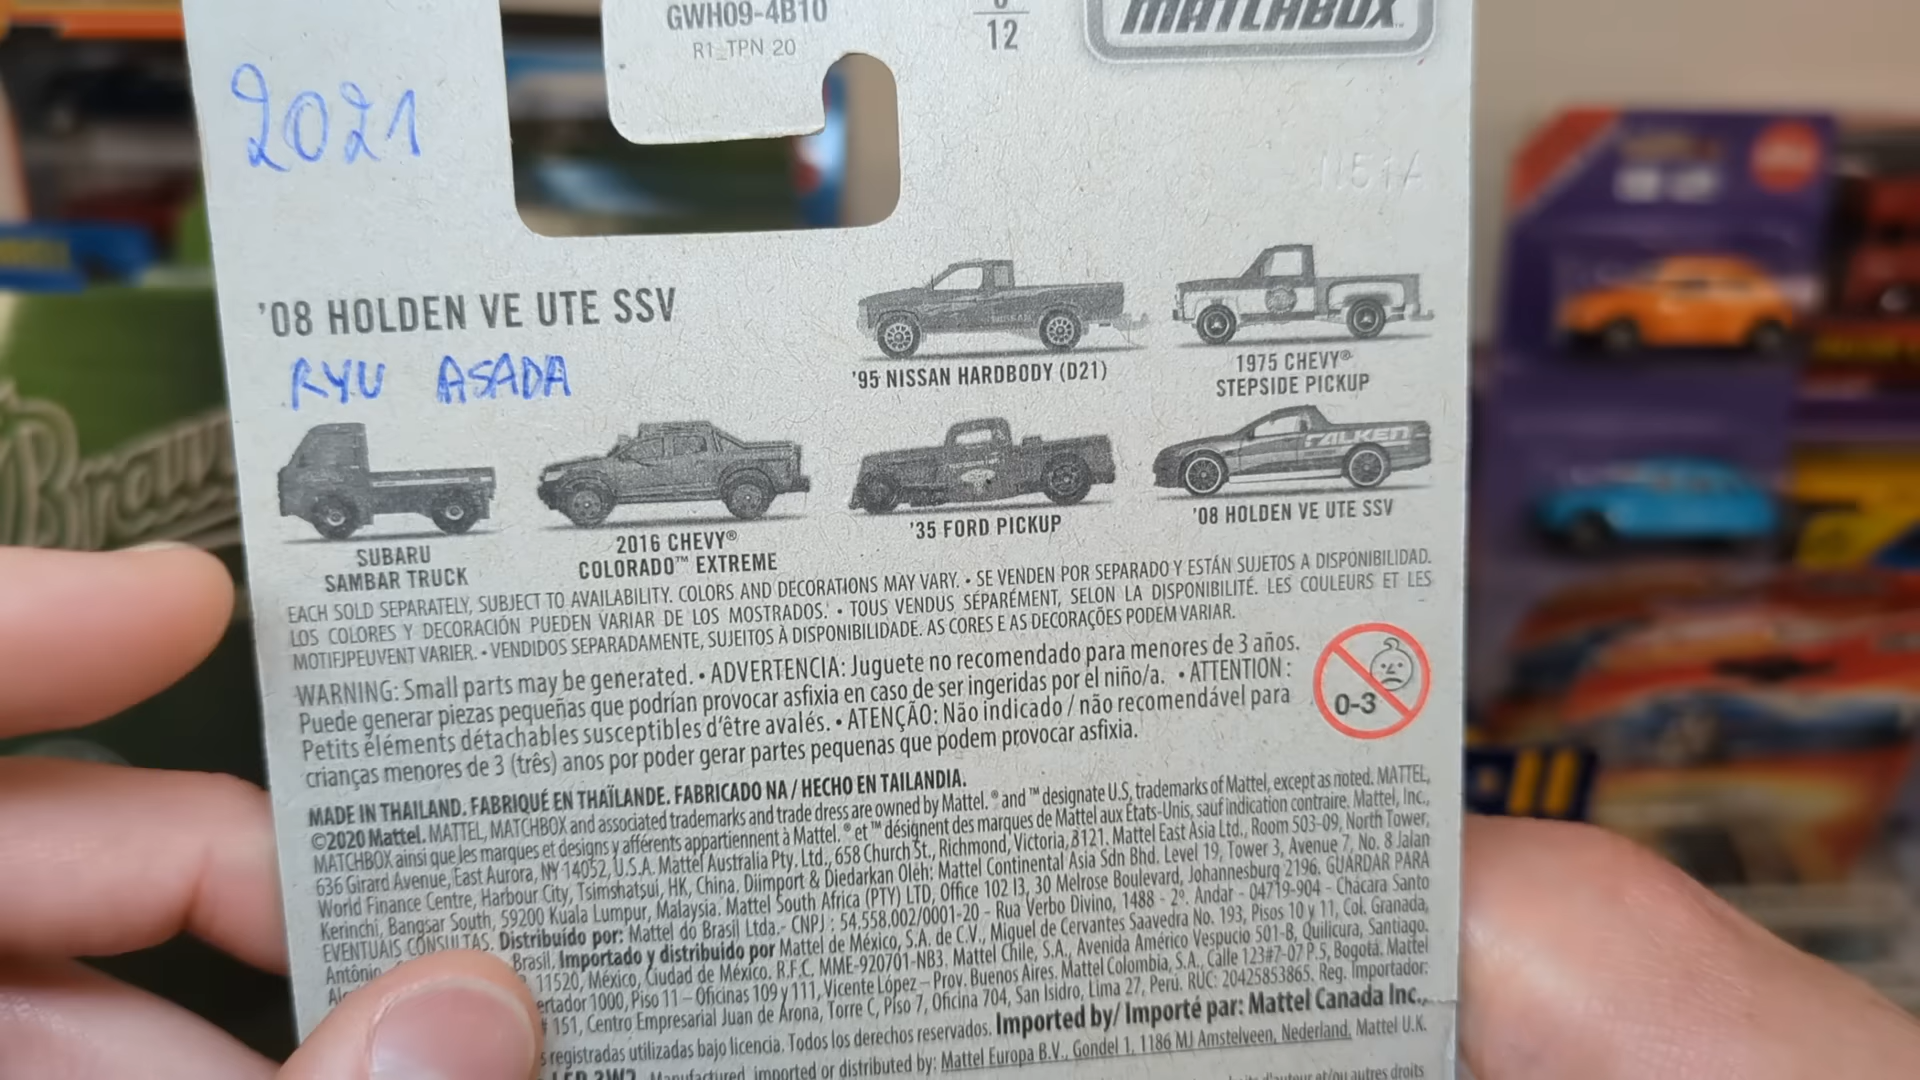 GWH09-4B10
R1_TPN 20
12
MATCHBOX
2021
'08 HOLDEN VE UTE SSV
RYU ASADA
'95 NISSAN HARDBODY (D21)
1975 CHEVY®
STEPSIDE PICKUP
FALKEN
SUBARU
SAMBAR TRUCK
2016 CHEVY®
COLORADO™ EXTREME
'35 FORD PICKUP
'08 HOLDEN VE UTE SSV
EACH SOLD SEPARATELY, SUBJECT TO AVAILABILITY. COLORS AND DECORATIONS MAY VARY. • SE VENDEN POR SEPARADO Y ESTÁN SUJETOS A DISPONIBILIDAD.
LOS COLORES Y DECORACIÓN PUEDEN VARIAR DE LOS MOSTRADOS. • TOUS VENDUS SÉPARÉMENT, SELON LA DISPONIBILITÉ. LES COULEURS ET LES
MOTIFJPEUVENT VARIER. • VENDIDOS SEPARADAMENTE, SUJEITOS À DISPONIBILIDADE. AS CORES E AS DECORAÇÕES PODEM VARIAR.
WARNING: Small parts may be generated. • ADVERTENCIA: Juguete no recomendado para menores de 3 años.
Puede generar piezas pequeñas que podrían provocar asfixia en caso de ser ingeridas por el niño/a. • ATTENTION :
Petits éléments détachables susceptibles d'être avalés. • ATENÇÃO: Não indicado / não recomendável para
crianças menores de 3 (três) anos por poder gerar partes pequenas que podem provocar asfixia.
0-3
MADE IN THAILAND. FABRIQUÉ EN THAÏLANDE. FABRICADO NA / HECHO EN TAILANDIA.
©2020 Mattel. MATTEL, MATCHBOX and associated trademarks and trade dress are owned by Mattel. ® and ™ designate U.S, trademarks of Mattel, except as noted. MATTEL,
MATCHBOX ainsi que les marques et designs y afférents appartiennent à Mattel. ® et ™ désignent des marques de Mattel aux États-Unis, sauf indication contraire. Mattel, Inc.,
636 Girard Avenue, East Aurora, NY 14052, U.S.A. Mattel Australia Pty. Ltd., 658 Church St., Richmond, Victoria, 3121. Mattel East Asia Ltd., Room 503-09, North Tower,
World Finance Centre, Harbour City, Tsimshatsui, HK, China. Diimport & Diedarkan Oleh: Mattel Continental Asia Sdn Bhd. Level 19, Tower 3, Avenue 7, No. 8 Jalan
Kerinchi, Bangsar South, 59200 Kuala Lumpur, Malaysia. Mattel South Africa (PTY) LTD, Office 102 I3, 30 Melrose Boulevard, Johannesburg 2196. GUARDAR PARA
EVENTUAIS CONSULTAS. Distribuído por: Mattel do Brasil Ltda.- CNPJ : 54.558.002/0001-20 - Rua Verbo Divino, 1488 - 2º. Andar - 04719-904 - Chácara Santo
Antônio Brasil. Importado y distribuido por Mattel de México, S.A. de C.V., Miguel de Cervantes Saavedra No. 193, Pisos 10 y 11, Col. Granada,
11520, México, Ciudad de México. R.F.C. MME-920701-NB3. Mattel Chile, S.A., Avenida Américo Vespucio 501-B, Quilicura, Santiago.
ertador 1000, Piso 11 – Oficinas 109 y 111, Vicente López – Prov. Buenos Aires. Mattel Colombia, S.A., Calle 123#7-07 P.5, Bogotá. Mattel
# 151, Centro Empresarial Juan de Arona, Torre C, Piso 7, Oficina 704, San Isidro, Lima 27, Perú. RUC: 20425853865. Reg. Importador:
s registradas utilizadas bajo licencia. Todos los derechos reservados. Imported by/ Importé par: Mattel Canada Inc.,
Manufactured, imported or distributed by: Mattel Europa B.V., Gondel 1, 1186 MJ Amstelveen, Nederland. Mattel U.K.